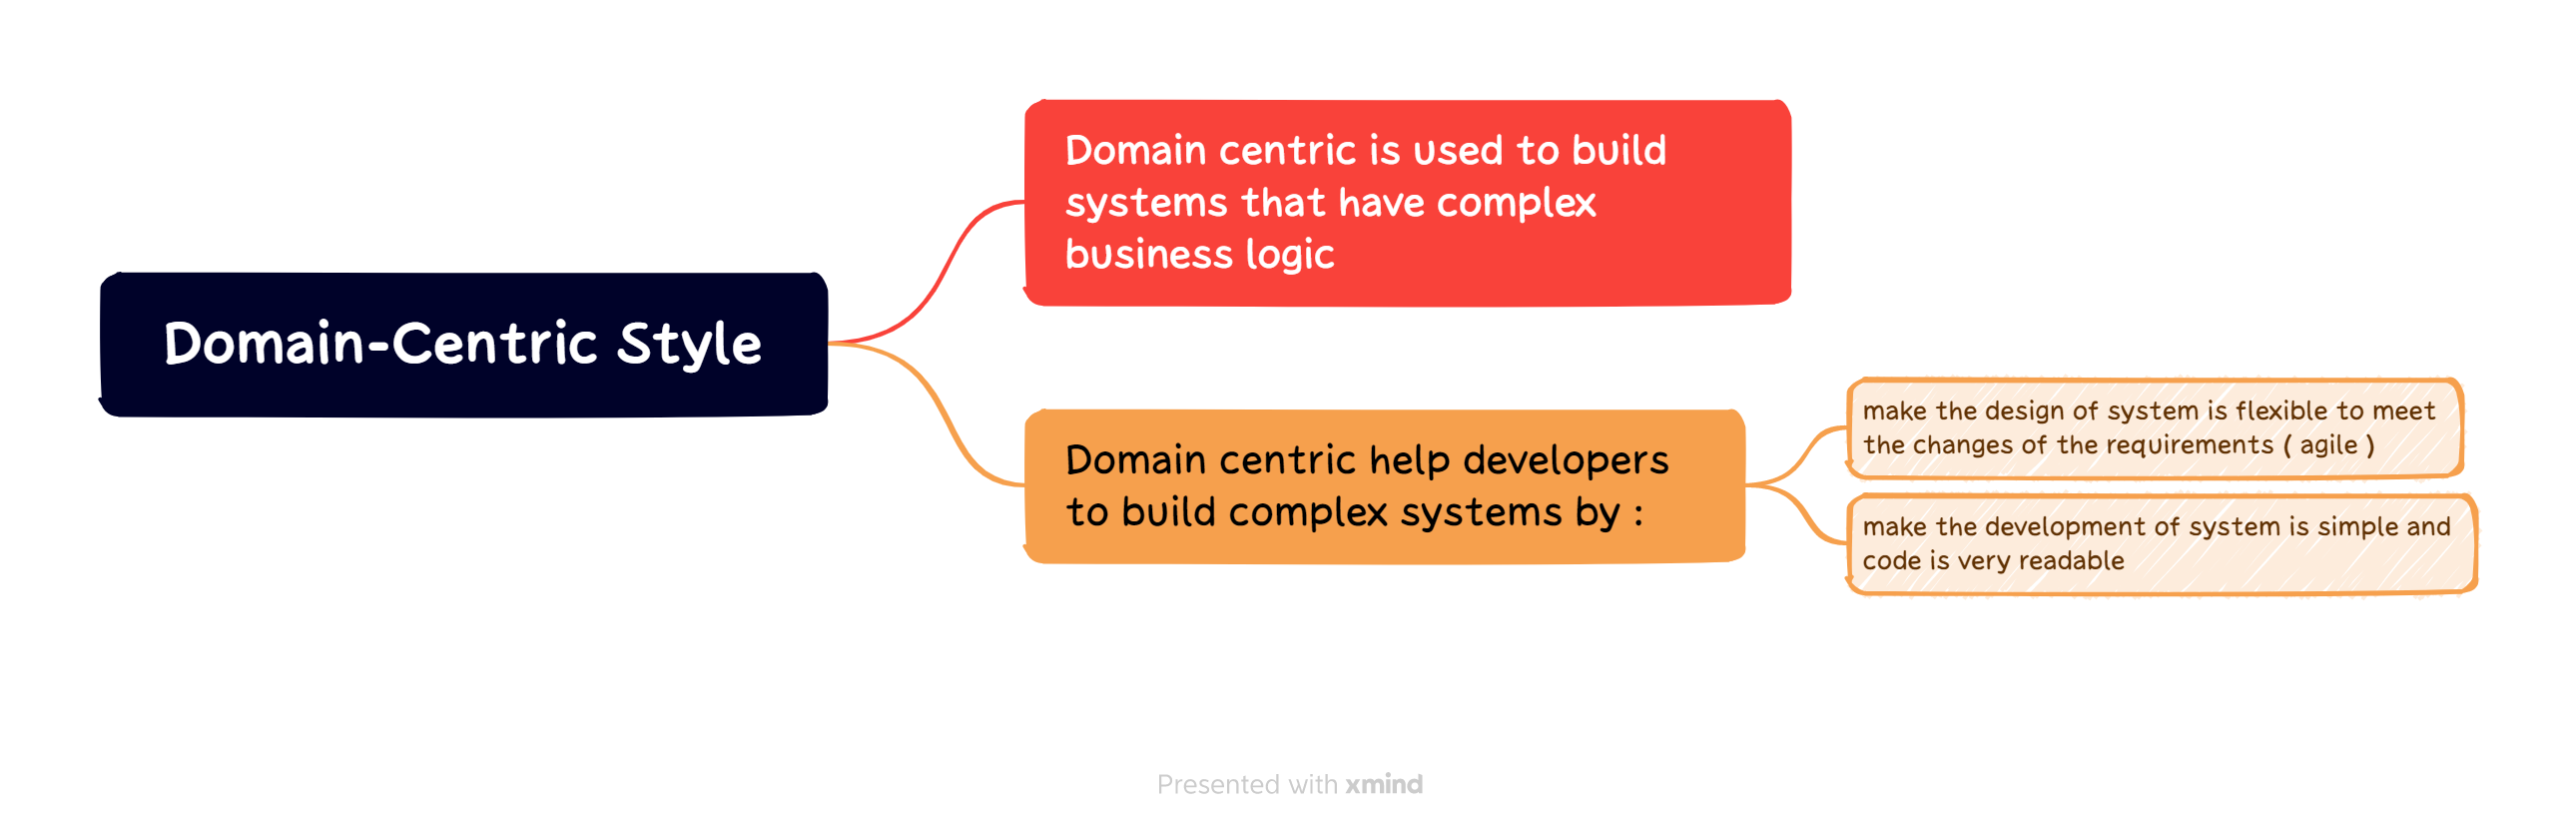 Domain-Centric Style
Domain centric is used to build
systems that have complex
business logic
Domain centric help developers
to build complex systems by :
make the design of system is flexible to meet
the changes of the requirements ( agile )
make the development of system is simple and
code is very readable
Presented with xmind